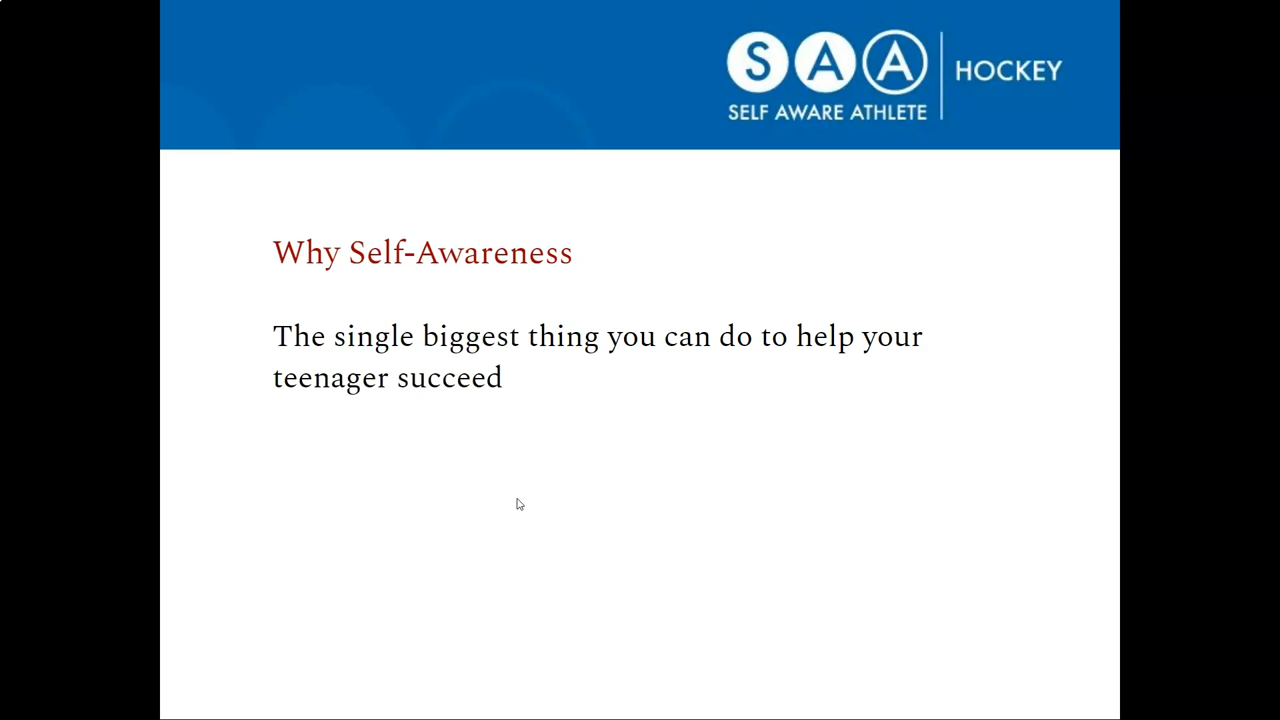 S A A
HOCKEY
SELF AWARE ATHLETE
Why Self-Awareness
The single biggest thing you can do to help your
teenager succeed